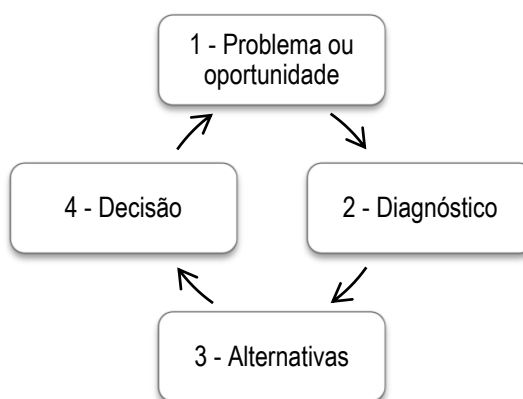 1 - Problema ou
oportunidade
4 - Decisão
2 - Diagnóstico
3 - Alternativas